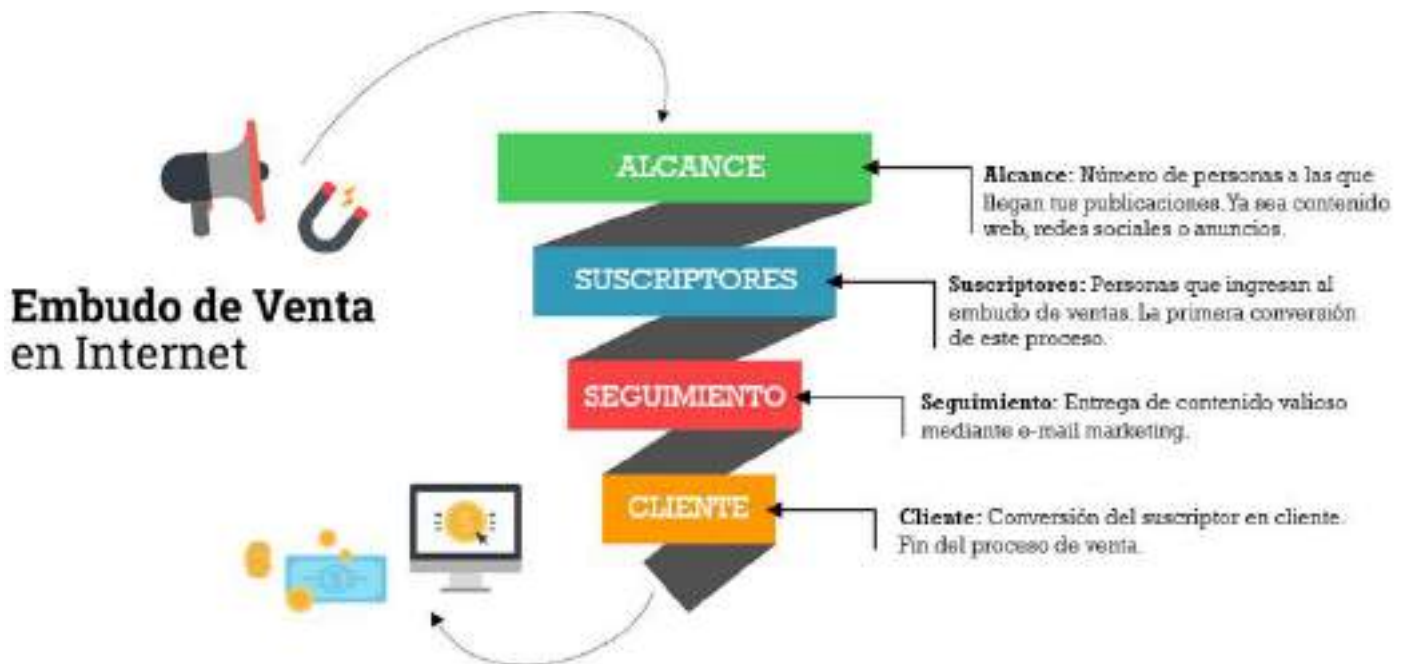 Embudo de Venta
en Internet
ALCANCE
Alcance: Número de personas a las que
llegan tus publicaciones. Ya sea contenido
web, redes sociales o anuncios.
SUSCRIPTORES
Suscriptores: Personas que ingresan al
embudo de ventas. La primera conversión
de este proceso.
SEGUIMIENTO
Seguimiento: Entrega de contenido valioso
mediante e-mail marketing.
CLIENTE
Cliente: Conversión del suscriptor en cliente.
Fin del proceso de venta.